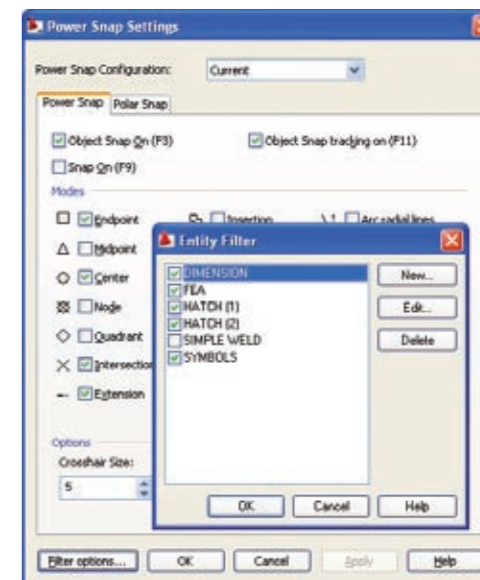 Power Snap Settings
Power Snap Configuration: Current
Power Snap Polar Snap
Object Snap On (F3) Object Snap tracking on (F11)
Snap On (F9)
Modes
Endpoint Insertion Arc radial lines
Midpoint
Center
Node
Quadrant
Intersection
Extension
Options
Crosshair Size:
5
Filter options... OK Cancel Apply Help
Entity Filter
DIMENSION New...
FEA
HATCH (1) Edit...
HATCH (2)
SIMPLE WELD Delete
SYMBOLS
OK Cancel Help